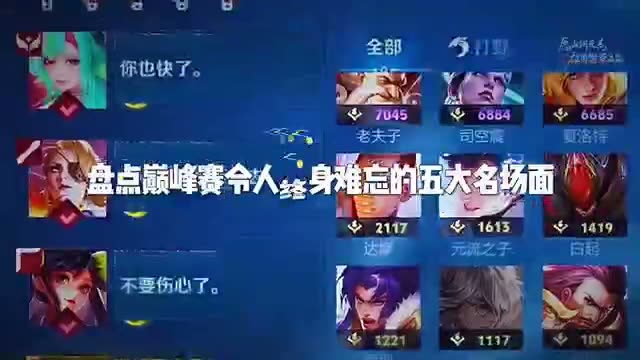 全部
打野
你也快了。
7045
6884
6685
老夫子
司空震
夏洛特
盘点巅峰赛令人终身难忘的五大名场面
2117
1613
1419
达摩
元流之子
白起
不要伤心了。
1221
1117
1094